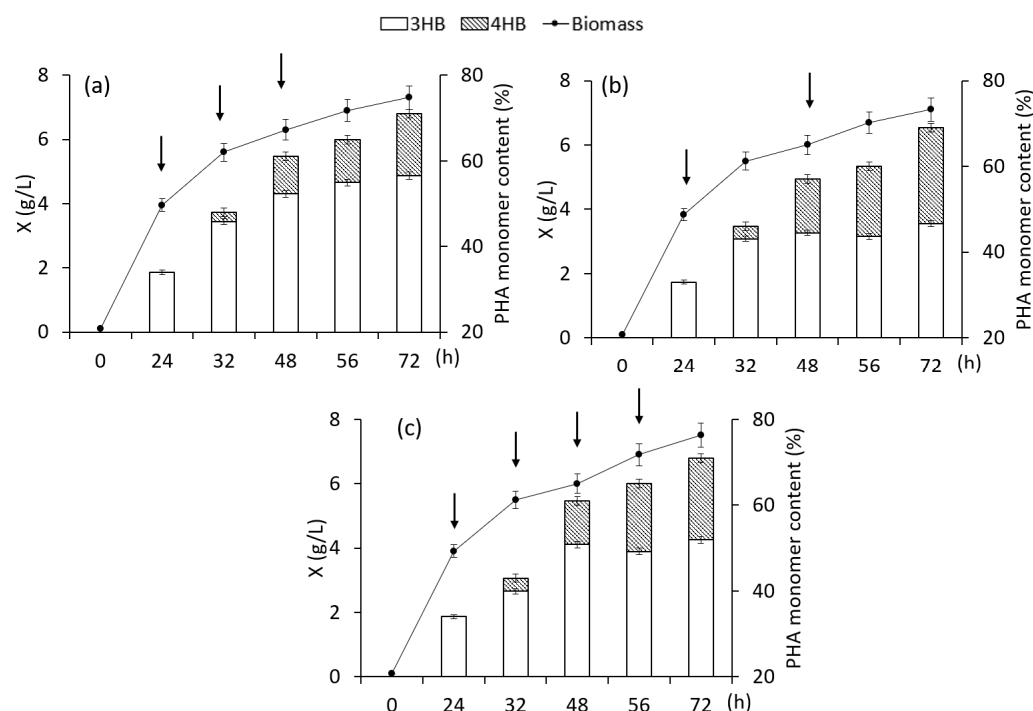 3HB 4HB Biomass
(a)
8
6
4
2
0
X (g/L)
80
60
40
20
PHA monomer content (%)
0 24 32 48 56 72 (h)
(b)
8
6
4
2
0
X (g/L)
80
60
40
20
PHA monomer content (%)
0 24 32 48 56 72 (h)
(c)
8
6
4
2
0
X (g/L)
80
60
40
20
PHA monomer content (%)
0 24 32 48 56 72 (h)